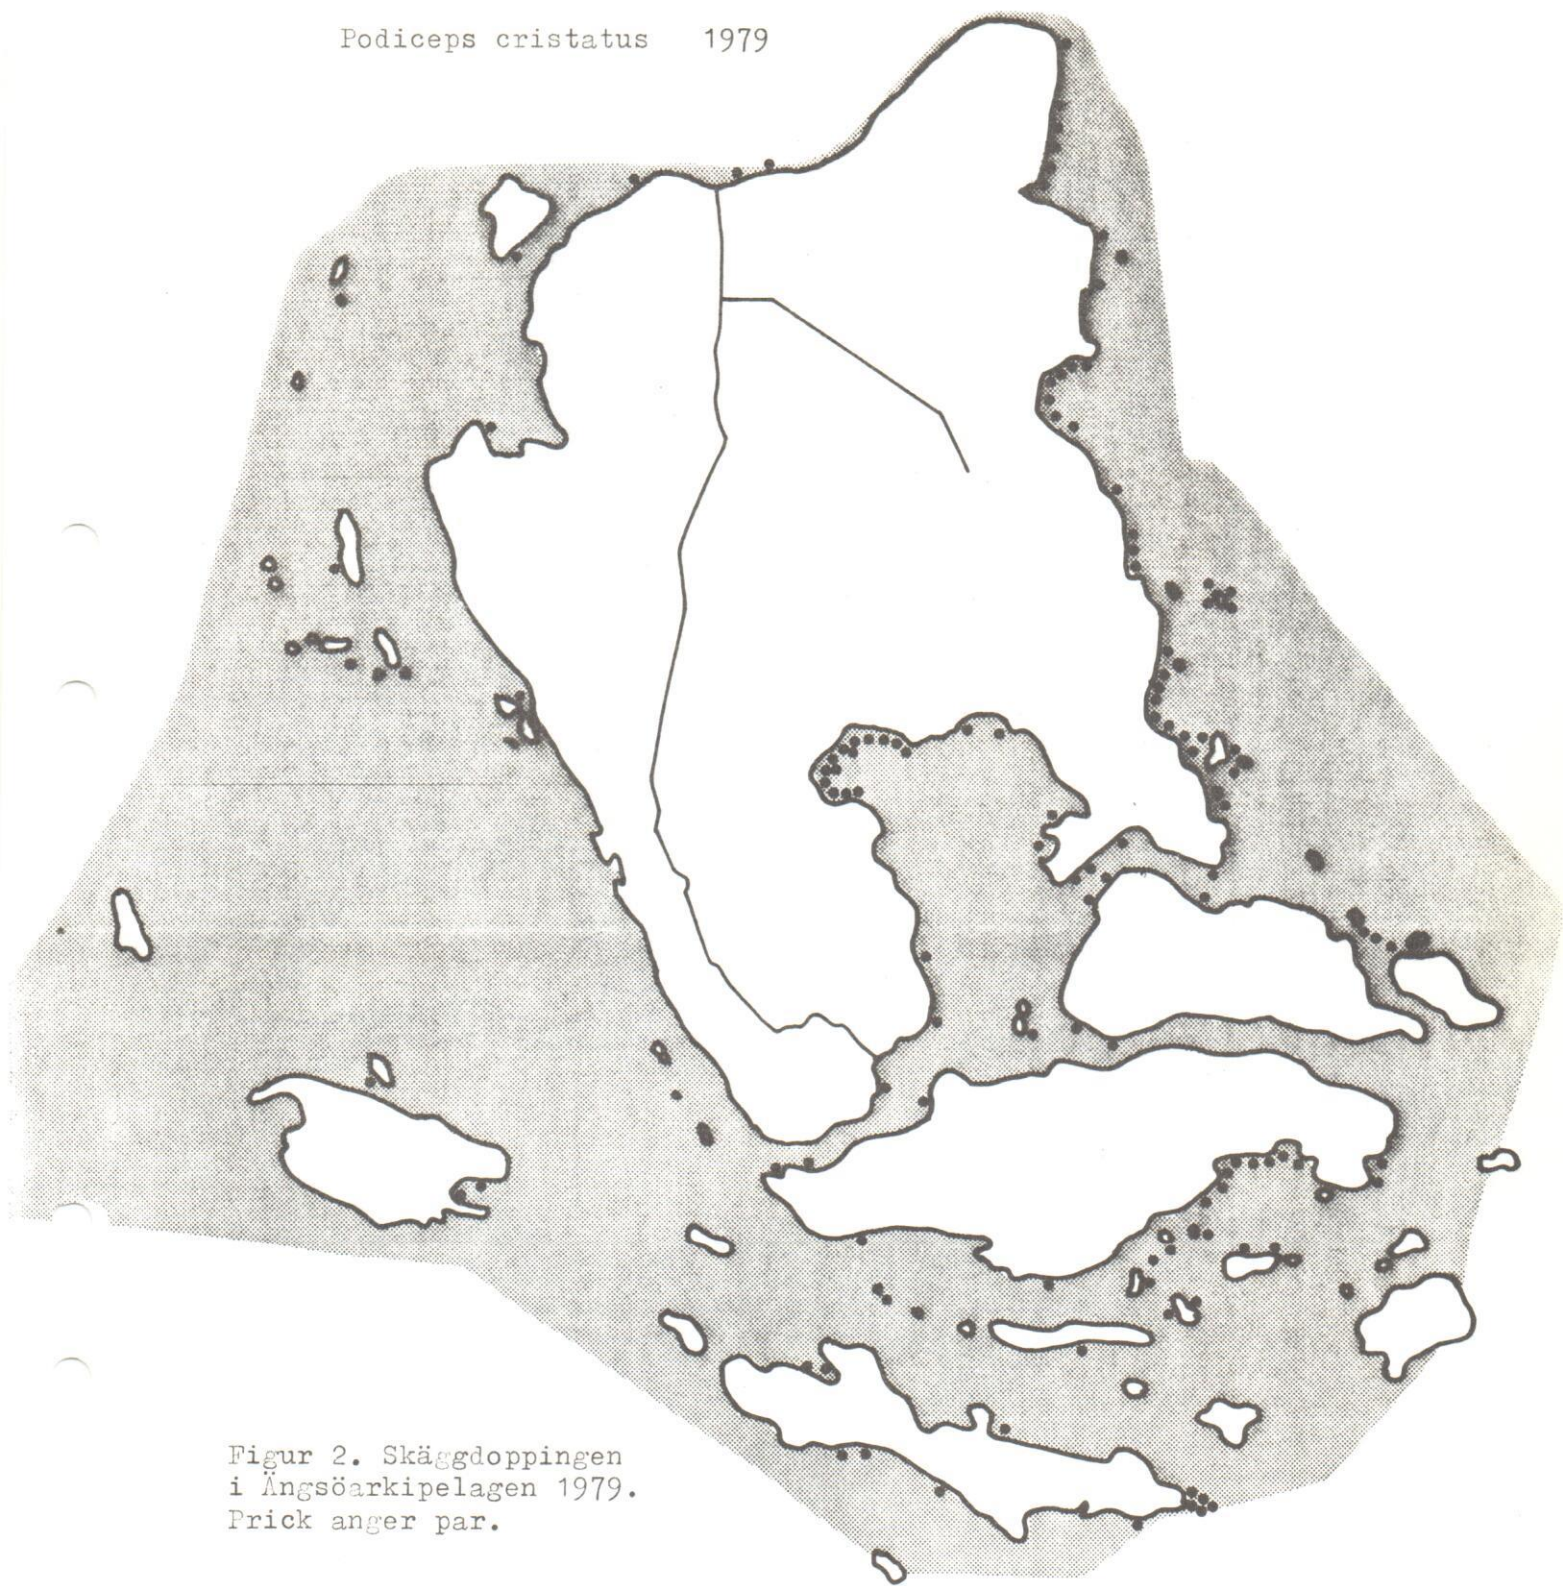 Podiceps cristatus 1979
Figur 2. Skäggdoppingen
i Ängsöarkipelagen 1979.
Prick anger par.